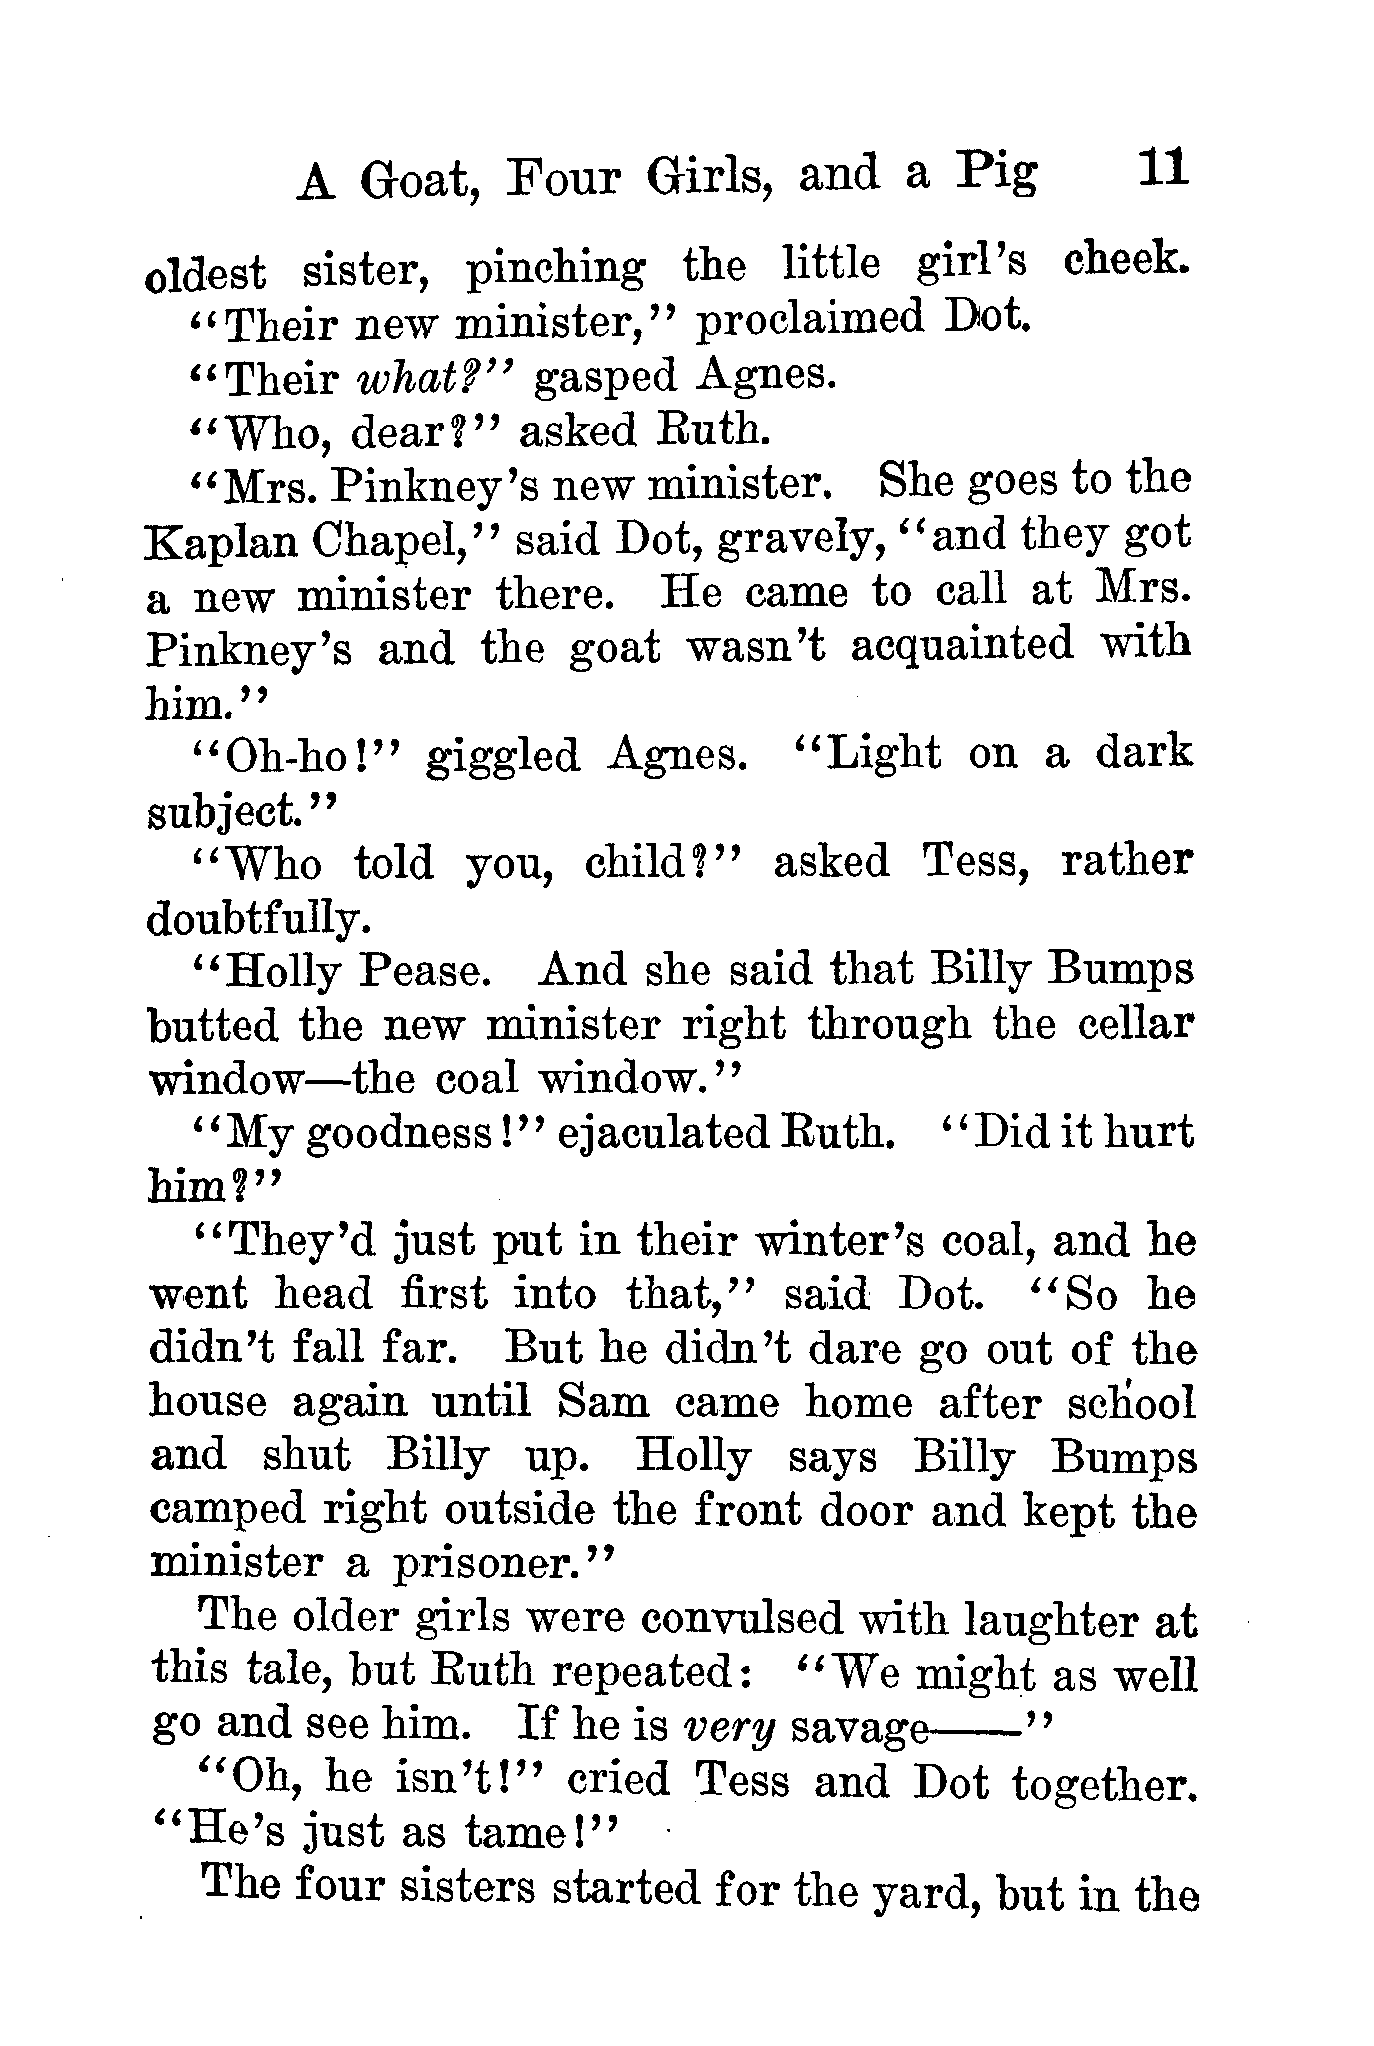 A Goat, Four Girls, and a Pig 11
oldest sister, pinching the little girl's cheek.
"Their new minister," proclaimed Dot.
"Their what?" gasped Agnes.
"Who, dear?" asked Ruth.
"Mrs. Pinkney's new minister. She goes to the
Kaplan Chapel," said Dot, gravely, "and they got
a new minister there. He came to call at Mrs.
Pinkney's and the goat wasn't acquainted with
him."
"Oh-ho!" giggled Agnes. "Light on a dark
subject."
"Who told you, child?" asked Tess, rather
doubtfully.
"Holly Pease. And she said that Billy Bumps
butted the new minister right through the cellar
window—the coal window."
"My goodness!" ejaculated Ruth. "Did it hurt
him?"
"They'd just put in their winter's coal, and he
went head first into that," said Dot. "So he
didn't fall far. But he didn't dare go out of the
house again until Sam came home after school
and shut Billy up. Holly says Billy Bumps
camped right outside the front door and kept the
minister a prisoner."
The older girls were convulsed with laughter at
this tale, but Ruth repeated: "We might as well
go and see him. If he is very savage——"
"Oh, he isn't!" cried Tess and Dot together.
"He's just as tame!"
The four sisters started for the yard, but in the